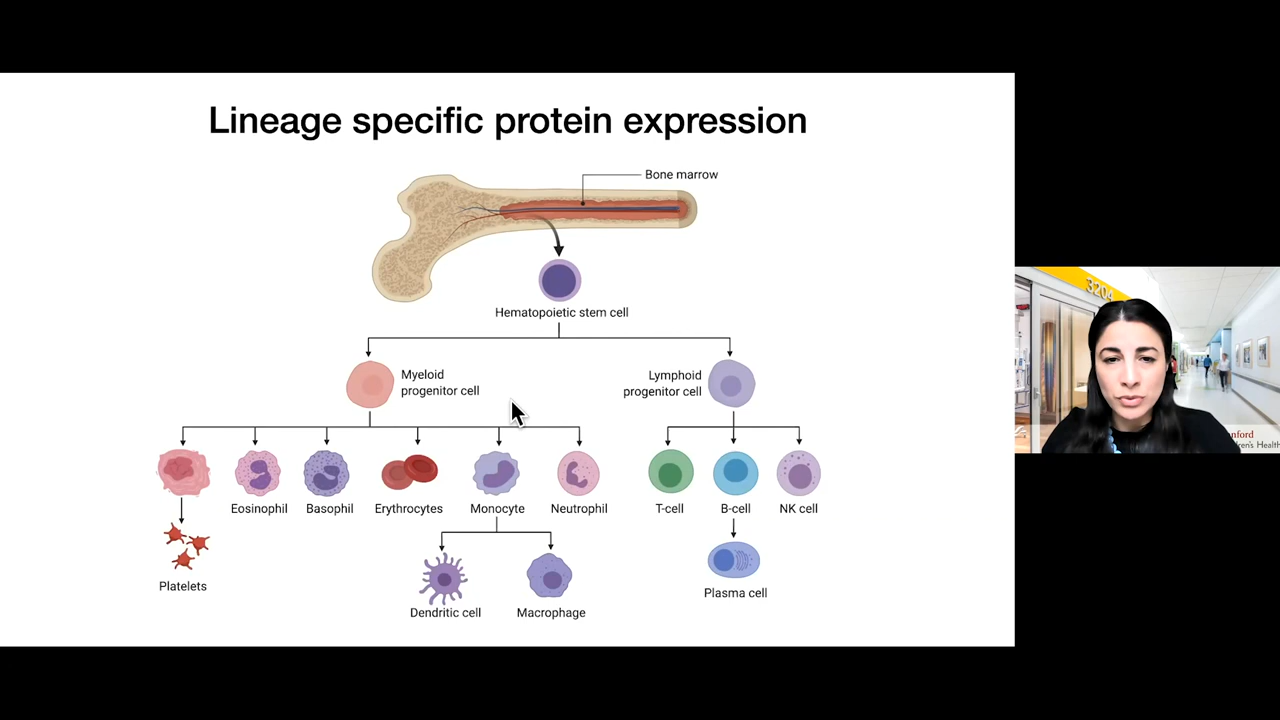 Lineage specific protein expression
Bone marrow
Hematopoietic stem cell
Myeloid
progenitor cell
Lymphoid
progenitor cell
Eosinophil
Basophil
Erythrocytes
Monocyte
Neutrophil
T-cell
B-cell
NK cell
Platelets
Dendritic cell
Macrophage
Plasma cell
3204